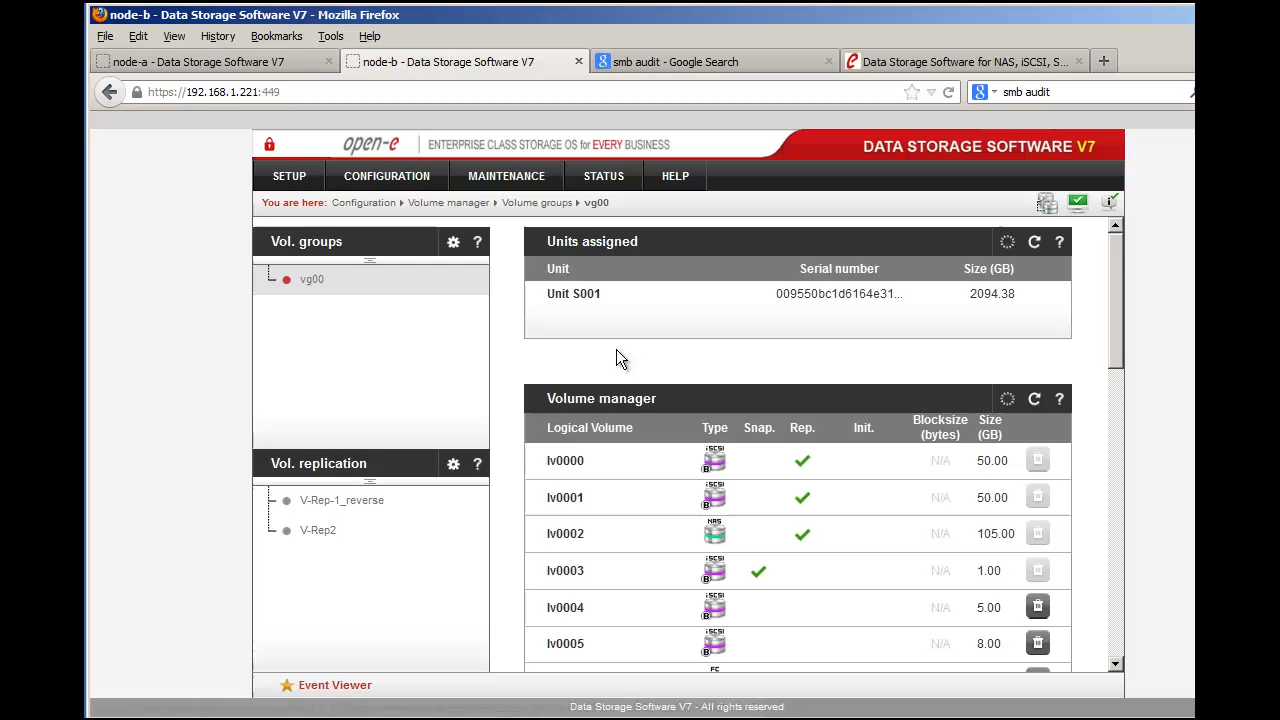 node-b - Data Storage Software V7 - Mozilla Firefox
File Edit View History Bookmarks Tools Help
node-a - Data Storage Software V7
node-b - Data Storage Software V7
smb audit - Google Search
Data Storage Software for NAS, iSCSI, S...
https://192.168.1.221:449
smb audit
open-e ENTERPRISE CLASS STORAGE OS for EVERY BUSINESS
DATA STORAGE SOFTWARE V7
SETUP CONFIGURATION MAINTENANCE STATUS HELP
You are here: Configuration Volume manager Volume groups vg00
Vol. groups ?
vg00
Vol. replication ?
V-Rep-1_reverse
V-Rep2
Units assigned ?
Unit Serial number Size (GB)
Unit S001 009550bc1d6164e31... 2094.38
Volume manager ?
Logical Volume Type Snap. Rep. Init. Blocksize (bytes) Size (GB)
lv0000 iSCSI B N/A 50.00
lv0001 iSCSI B N/A 50.00
lv0002 NAS N/A 105.00
lv0003 iSCSI B N/A 1.00
lv0004 iSCSI B N/A 5.00
lv0005 iSCSI B N/A 8.00
FC
Event Viewer
Data Storage Software V7 - All rights reserved